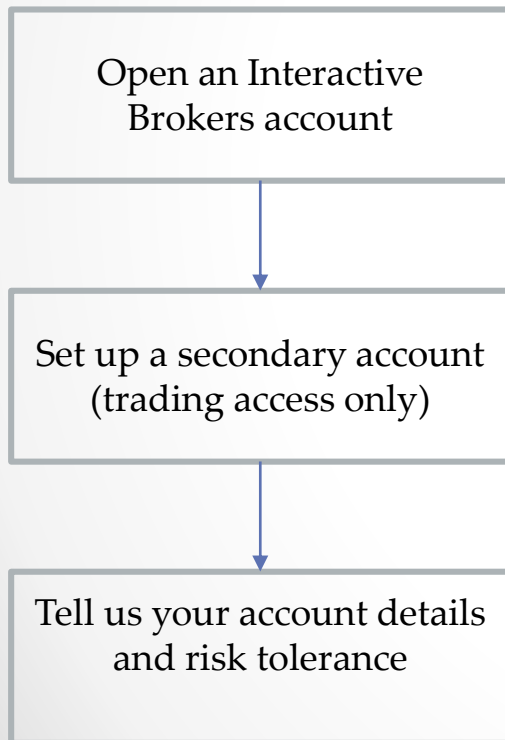 Open an Interactive
Brokers account
Set up a secondary account
(trading access only)
Tell us your account details
and risk tolerance